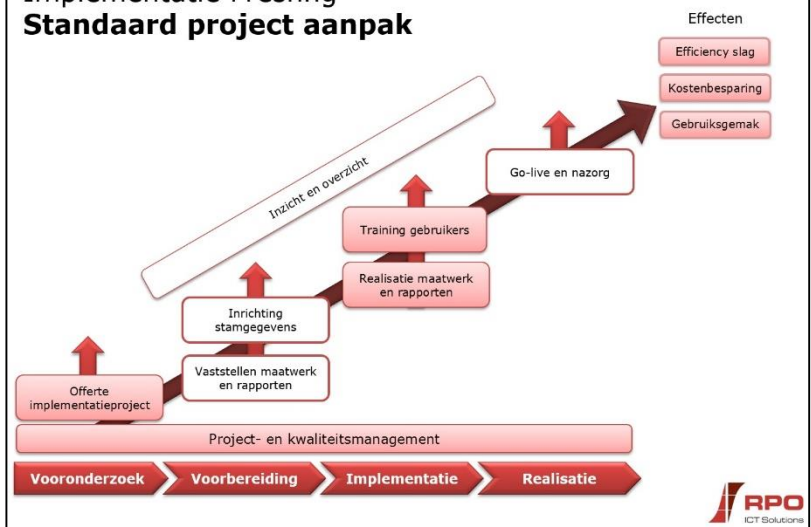 Standaard project aanpak
Effecten
Efficiency slag
Kostenbesparing
Gebruiksgemak
Inzicht en overzicht
Go-live en nazorg
Training gebruikers
Realisatie maatwerk
en rapporten
Inrichting
stamgegevens
Vaststellen maatwerk
en rapporten
Offerte
implementatieproject
Project- en kwaliteitsmanagement
Vooronderzoek
Voorbereiding
Implementatie
Realisatie
RPO
ICT Solutions